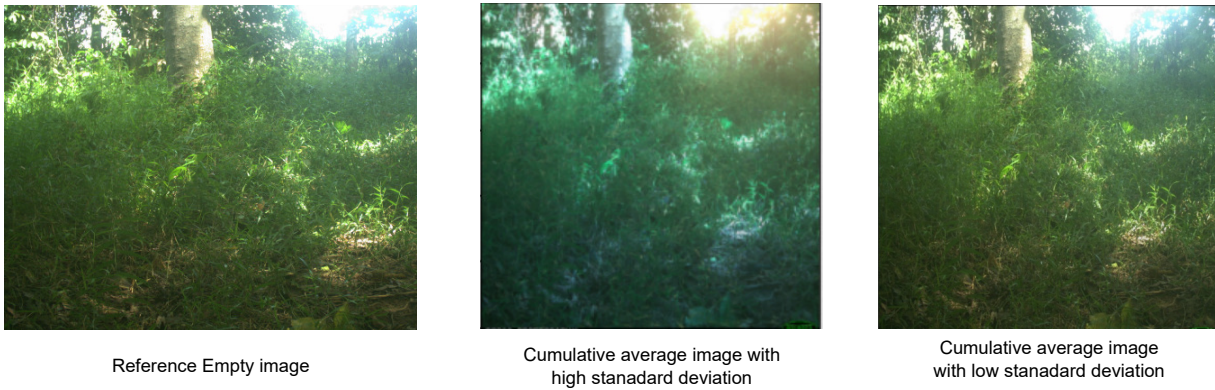 Reference Empty image
Cumulative average image with
high stanadard deviation
Cumulative average image
with low stanadard deviation